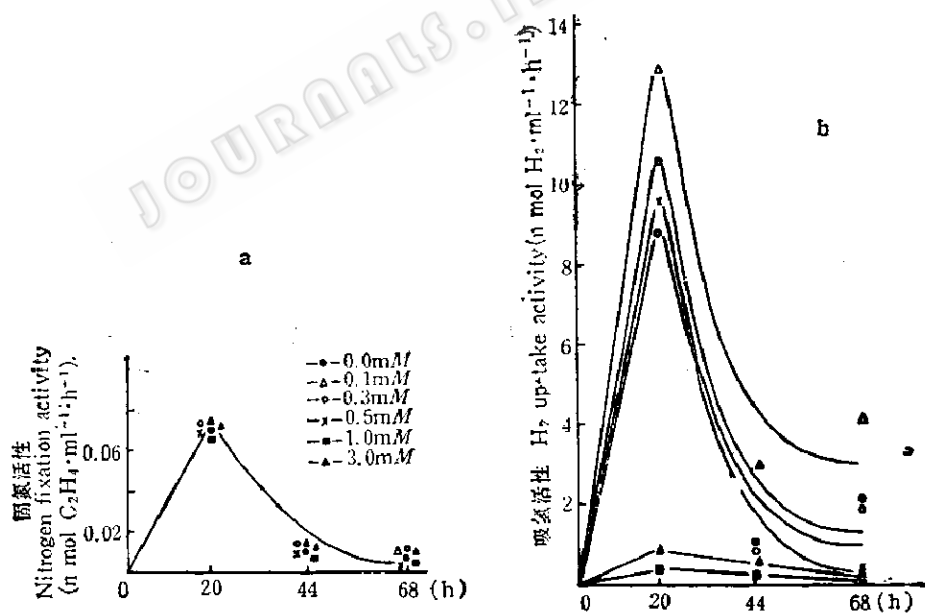 JOURNALS.
a
固氮活性
Nitrogen fixation activity
(n mol C₂H₄·ml⁻¹·h⁻¹).
0.06
0.02
0
20
44
68 (h)
-●-0.0mM
-△-0.1mM
-○-0.3mM
-x-0.5mM
-■-1.0mM
-▲-3.0mM
b
吸氢活性 H₂ up-take activity(n mol H₂·ml⁻¹·h⁻¹)
14
12
10
8
6
4
2
0
20
44
68 (h)